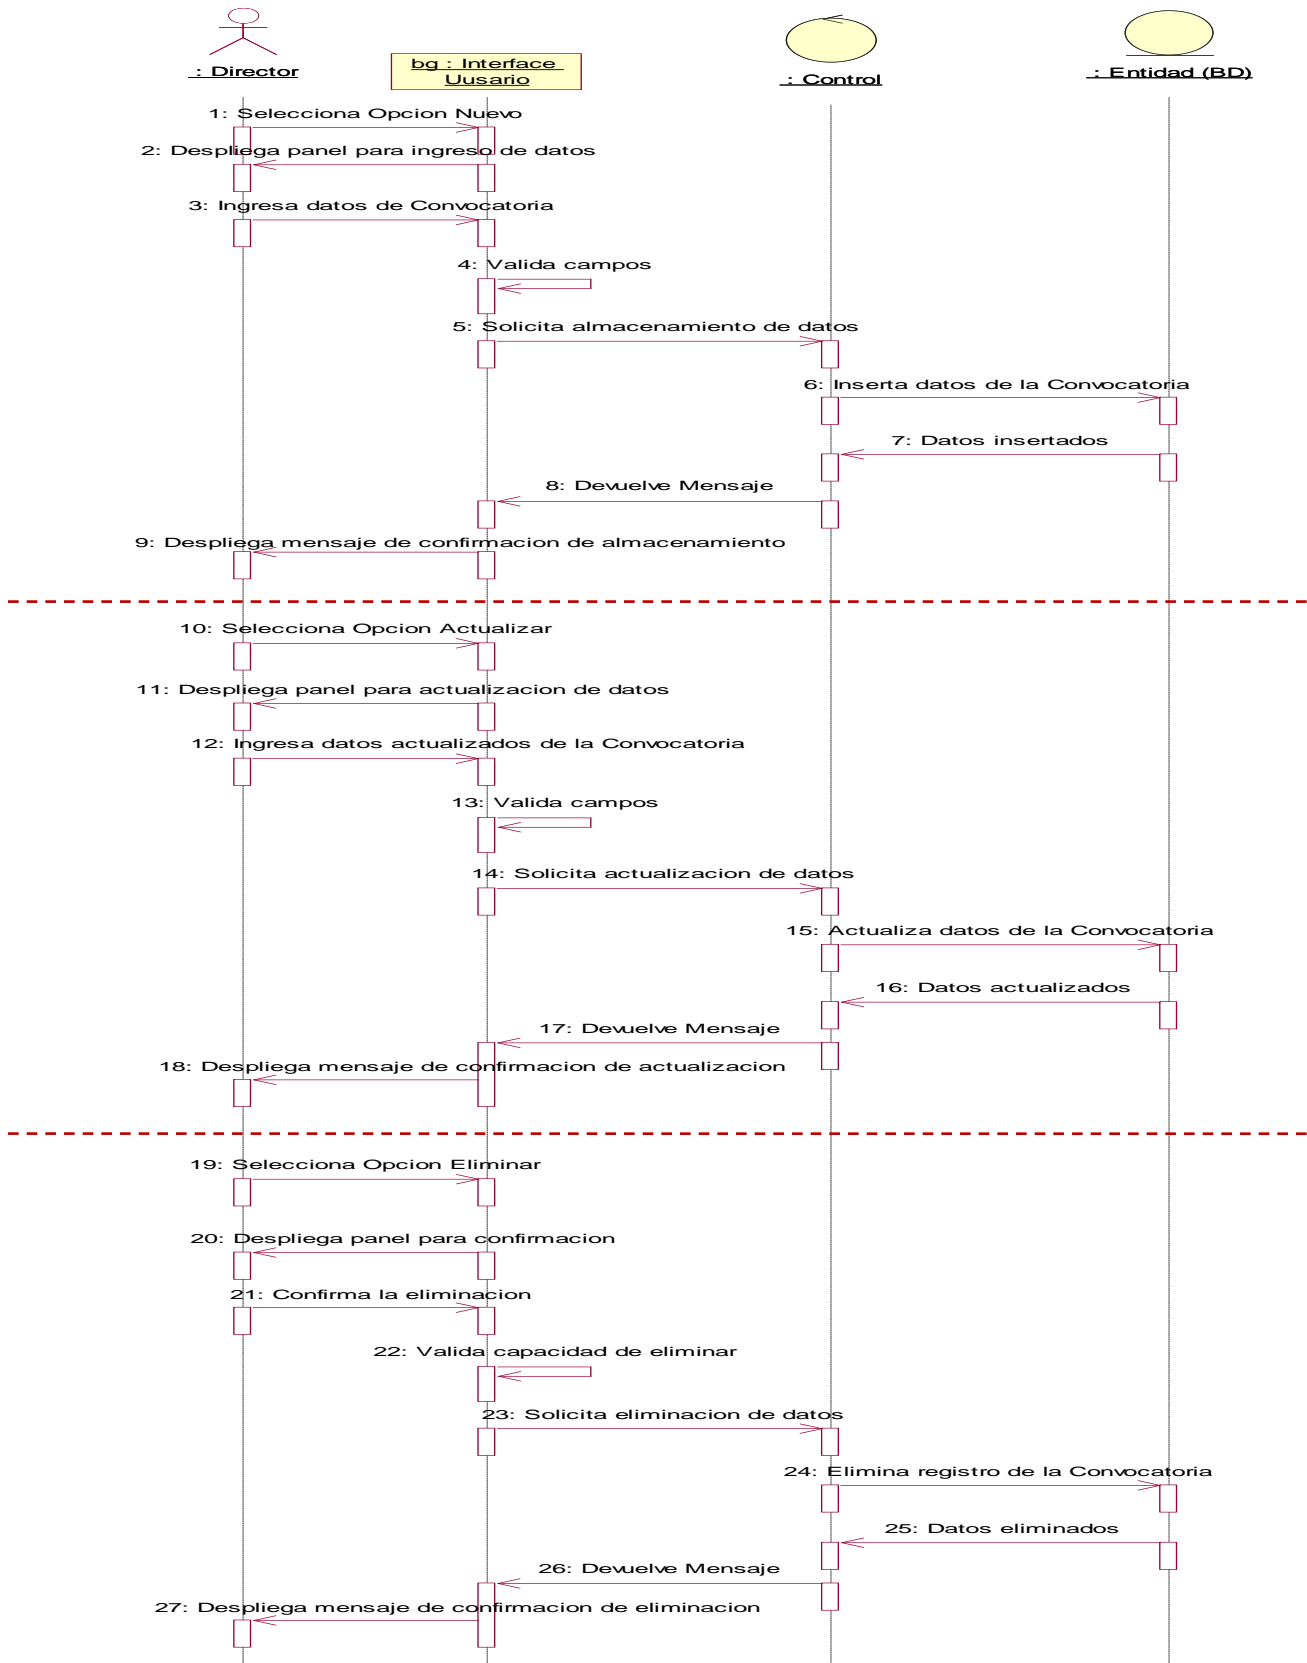 : Director
bg : Interface
Uusario
: Control
: Entidad (BD)
1: Selecciona Opcion Nuevo
2: Despliega panel para ingreso de datos
3: Ingresa datos de Convocatoria
4: Valida campos
5: Solicita almacenamiento de datos
6: Inserta datos de la Convocatoria
7: Datos insertados
8: Devuelve Mensaje
9: Despliega mensaje de confirmacion de almacenamiento
10: Selecciona Opcion Actualizar
11: Despliega panel para actualizacion de datos
12: Ingresa datos actualizados de la Convocatoria
13: Valida campos
14: Solicita actualizacion de datos
15: Actualiza datos de la Convocatoria
16: Datos actualizados
17: Devuelve Mensaje
18: Despliega mensaje de confirmacion de actualizacion
19: Selecciona Opcion Eliminar
20: Despliega panel para confirmacion
21: Confirma la eliminacion
22: Valida capacidad de eliminar
23: Solicita eliminacion de datos
24: Elimina registro de la Convocatoria
25: Datos eliminados
26: Devuelve Mensaje
27: Despliega mensaje de confirmacion de eliminacion